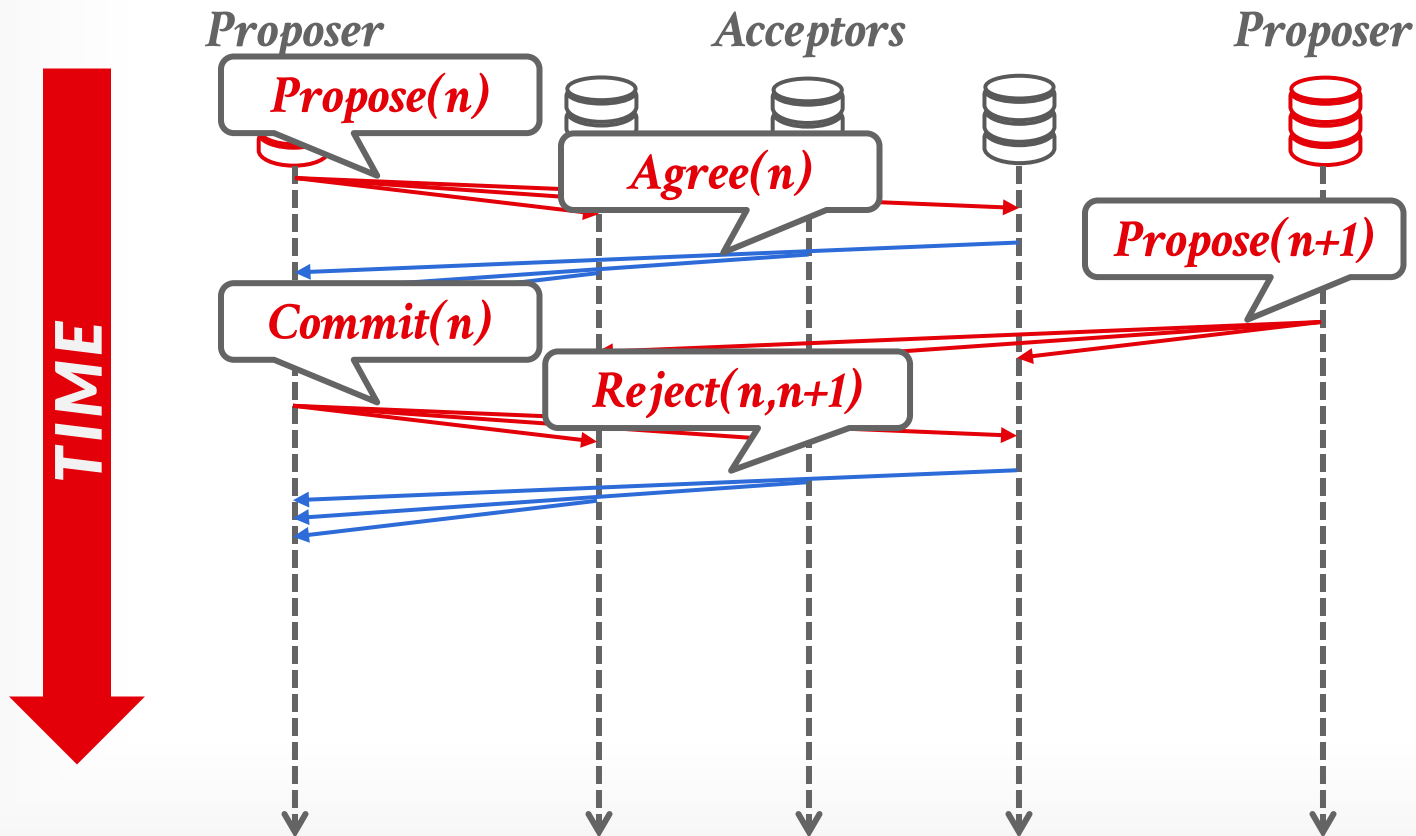 Proposer
Acceptors
Proposer
Propose(n)
Agree(n)
Propose(n+1)
Commit(n)
Reject(n,n+1)
TIME